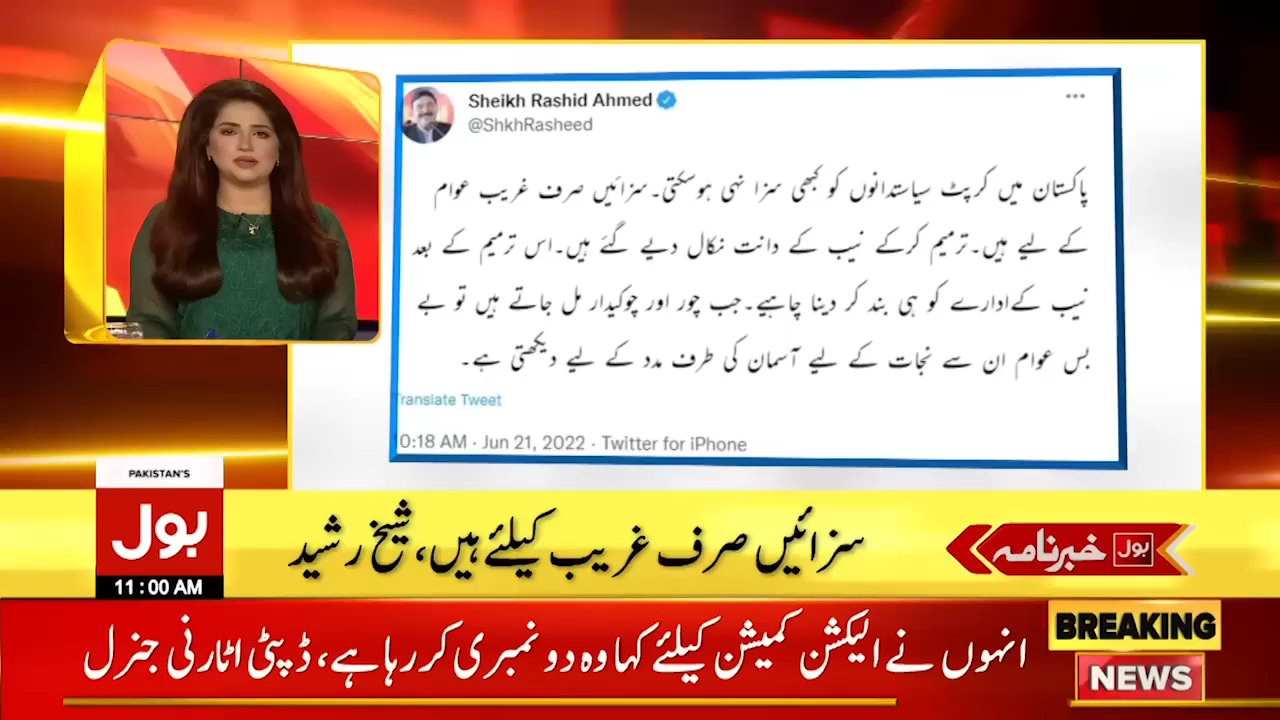 Sheikh Rashid Ahmed
@ShkhRasheed
پاکستان میں کرپٹ سیاستدانوں کو کبھی سزا نہی ہوسکتی۔سزائیں صرف غریب عوام
کے لیے ہیں۔ترمیم کرکے نیب کے دانت نکال دیے گئے ہیں۔اس ترمیم کے بعد
نیب کےادارے کو ہی بند کر دینا چاہیے۔جب چور اور چوکیدار مل جاتے ہیں تو بے
بس عوام ان سے نجات کے لیے آسمان کی طرف مدد کے لیے دیکھتی ہے۔
ranslate Tweet
0:18 AM · Jun 21, 2022 · Twitter for iPhone
PAKISTAN'S
بول
11:00 AM
سزائیں صرف غریب کیلئے ہیں، شیخ رشید
بول خبرنامہ
انہوں نے الیکشن کمیشن کیلئے کہا وہ دو نمبری کر رہا ہے، ڈپٹی اٹارنی جنرل
BREAKING
NEWS